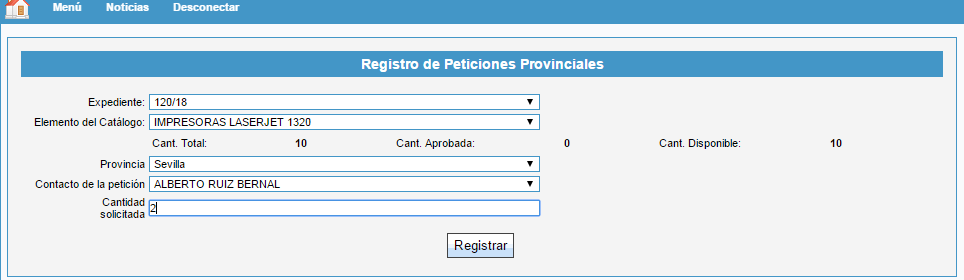 Menú Noticias Desconectar
Registro de Peticiones Provinciales
Expediente: 120/18
Elemento del Catálogo: IMPRESORAS LASERJET 1320
Cant. Total: 10 Cant. Aprobada: 0 Cant. Disponible: 10
Provincia Sevilla
Contacto de la petición ALBERTO RUIZ BERNAL
Cantidad
solicitada 2
Registrar